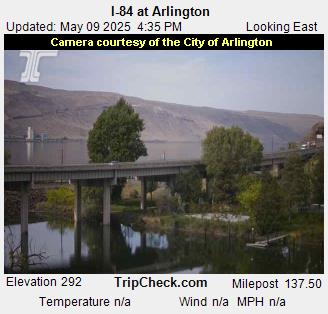 I-84 at Arlington
Updated: May 09 2025 4:35 PM Looking East
Camera courtesy of the City of Arlington
Elevation 292 TripCheck.com Milepost 137.50
Temperature n/a Wind n/a MPH n/a